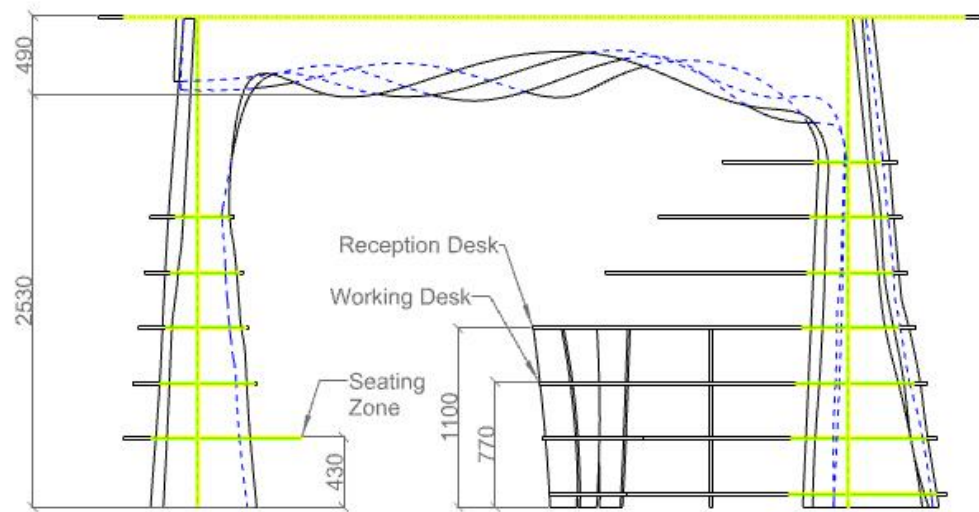 490
Reception Desk
Working Desk
2530
Seating
Zone
1100
770
430